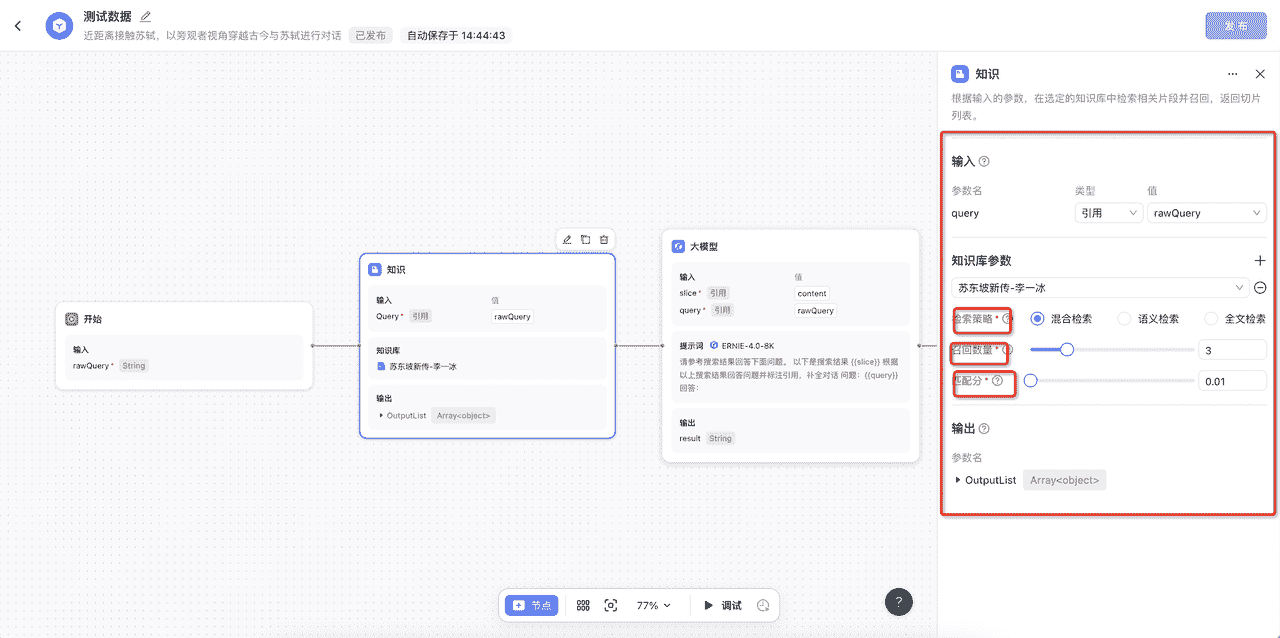 测试数据
近距离接触苏轼，以旁观者视角穿越古今与苏轼进行对话 已发布 自动保存于 14:44:43
发布
开始
输入
rawQuery * String
知识
输入 值
Query * 引用 rawQuery
知识库
苏东坡新传-李一冰
输出
OutputList Array<object>
大模型
输入 值
slice * 引用 content
query * 引用 rawQuery
提示词 ERNIE-4.0-8K
请参考搜索结果回答下面问题。 以下是搜索结果 {{slice}} 根据
以上搜索结果回答问题并标注引用，补全对话 问题：{{query}}
回答：
输出
result String
节点 77% 调试
?
知识
根据输入的参数，在选定的知识库中检索相关片段并召回，返回切片
列表。
输入
参数名 类型 值
query 引用 rawQuery
知识库参数
苏东坡新传-李一冰
检索策略 * 混合检索 语义检索 全文检索
召回数量 * 3
匹配分 * 0.01
输出
参数名
OutputList Array<object>